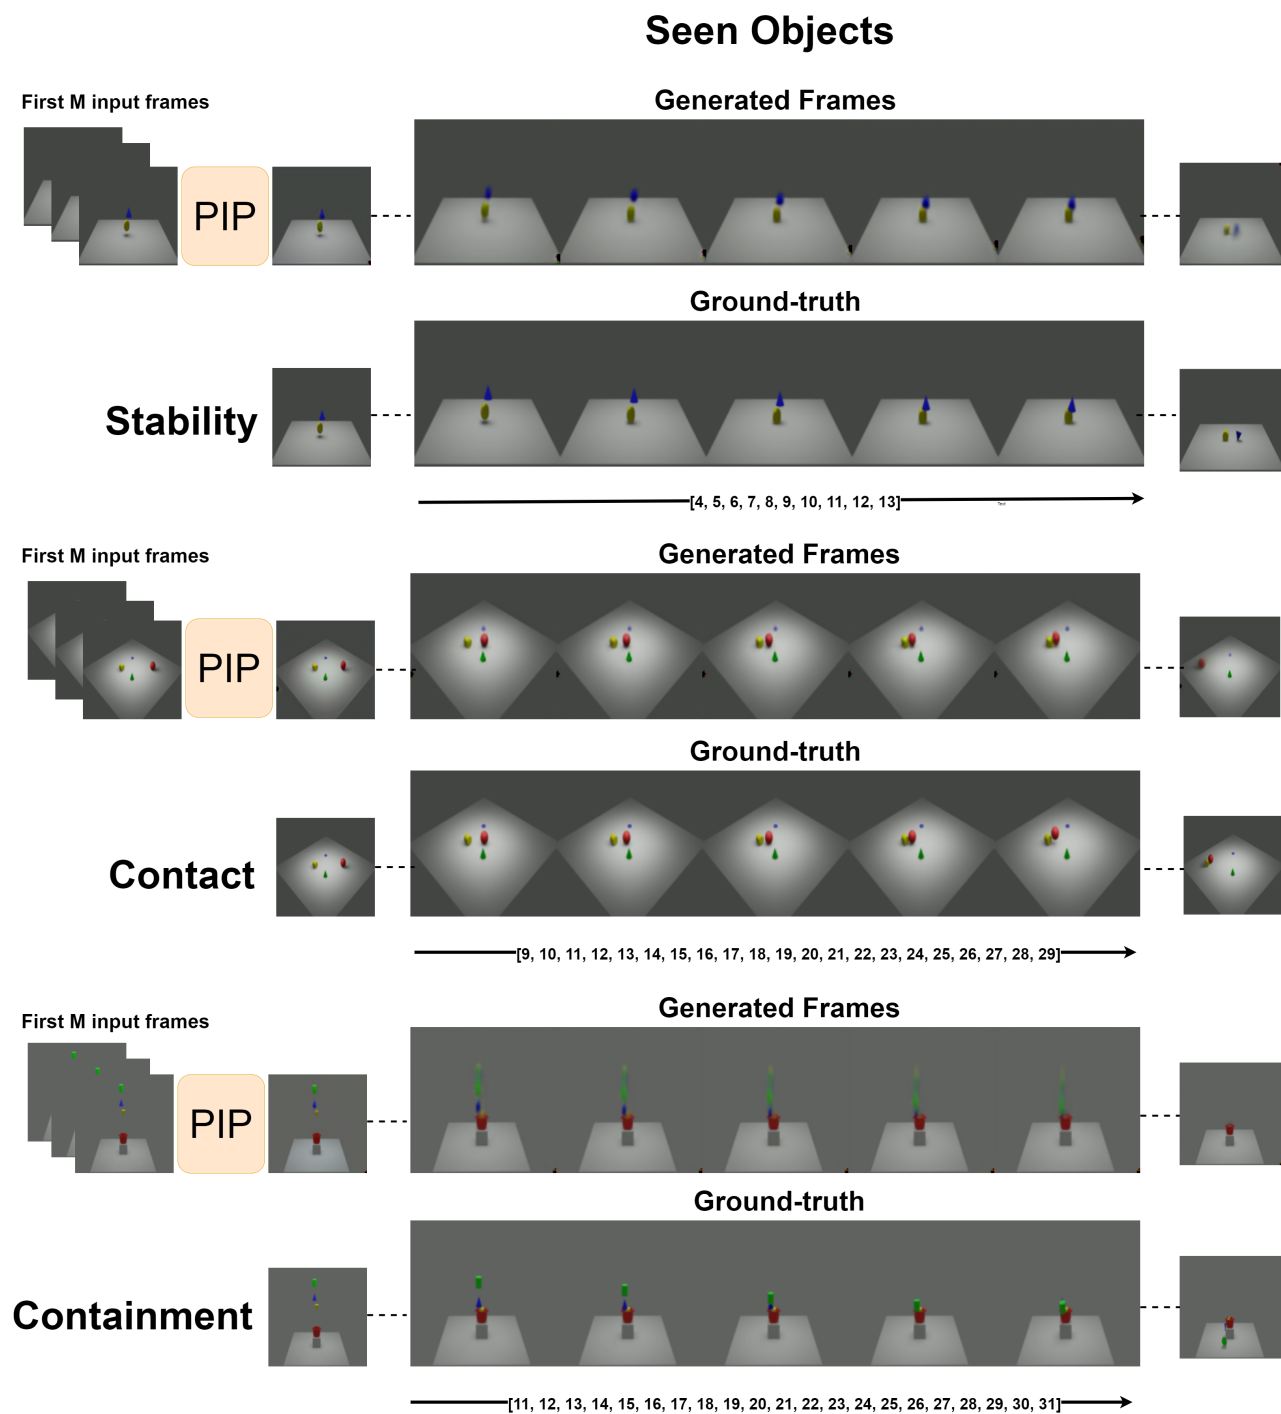 Seen Objects
First M input frames
Generated Frames
PIP
Ground-truth
Stability
[4, 5, 6, 7, 8, 9, 10, 11, 12, 13]
Text
First M input frames
Generated Frames
PIP
Ground-truth
Contact
[9, 10, 11, 12, 13, 14, 15, 16, 17, 18, 19, 20, 21, 22, 23, 24, 25, 26, 27, 28, 29]
First M input frames
Generated Frames
PIP
Ground-truth
Containment
[11, 12, 13, 14, 15, 16, 17, 18, 19, 20, 21, 22, 23, 24, 25, 26, 27, 28, 29, 30, 31]